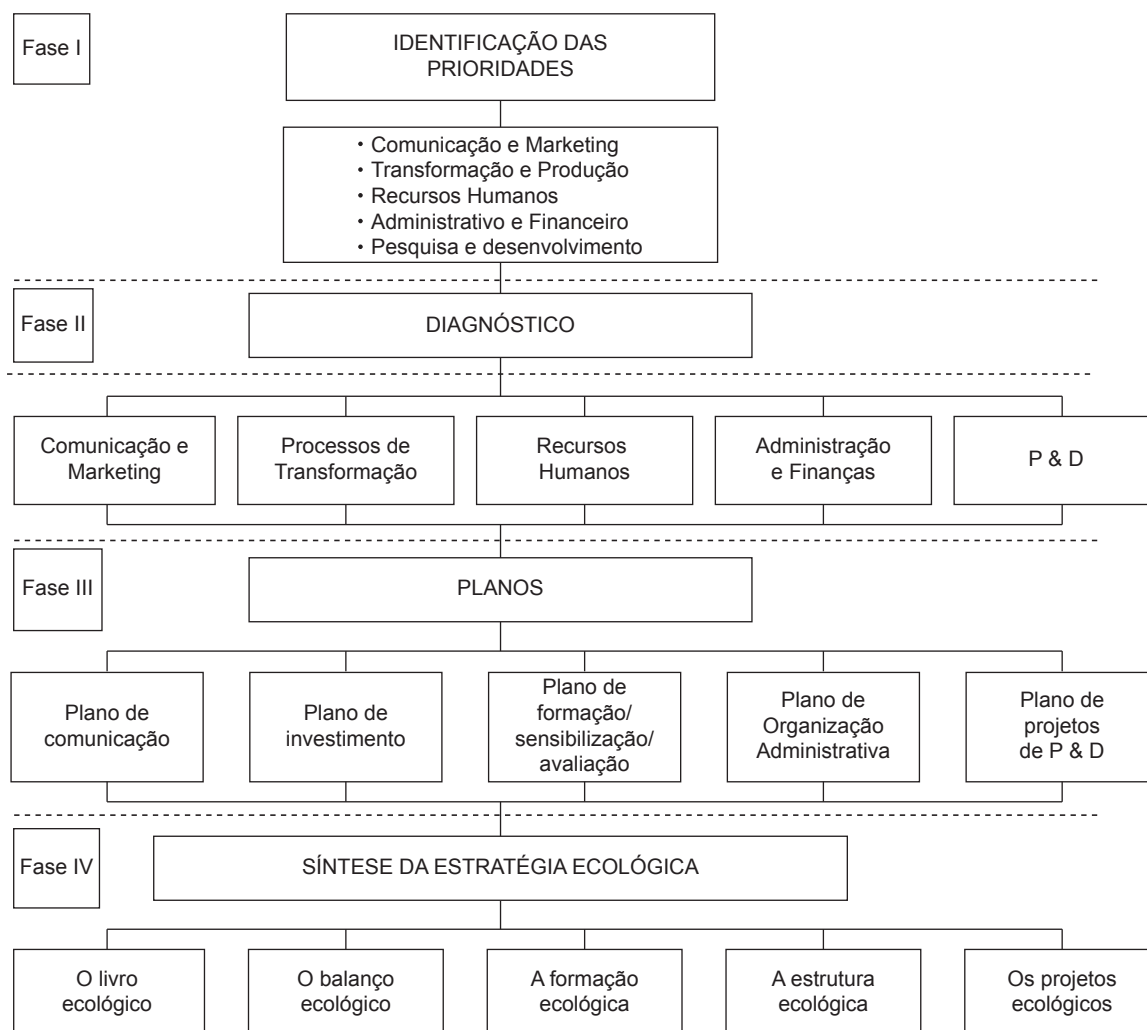 Fase I
IDENTIFICAÇÃO DAS
PRIORIDADES
• Comunicação e Marketing
• Transformação e Produção
• Recursos Humanos
• Administrativo e Financeiro
• Pesquisa e desenvolvimento
Fase II
DIAGNÓSTICO
Comunicação e
Marketing
Processos de
Transformação
Recursos
Humanos
Administração
e Finanças
P & D
Fase III
PLANOS
Plano de
comunicação
Plano de
investimento
Plano de
formação/
sensibilização/
avaliação
Plano de
Organização
Administrativa
Plano de
projetos
de P & D
Fase IV
SÍNTESE DA ESTRATÉGIA ECOLÓGICA
O livro
ecológico
O balanço
ecológico
A formação
ecológica
A estrutura
ecológica
Os projetos
ecológicos